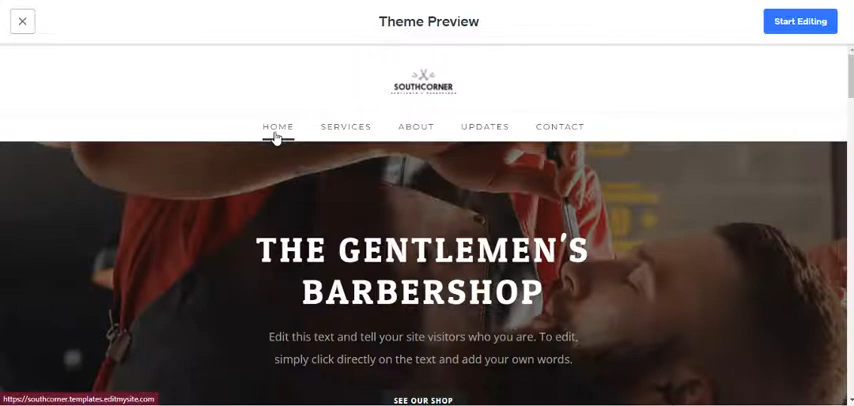 Theme Preview
Start Editing
SOUTHCORNER
HOME SERVICES ABOUT UPDATES CONTACT
THE GENTLEMEN'S
BARBERSHOP
Edit this text and tell your site visitors who you are. To edit,
simply click directly on the text and add your own words.
SEE OUR SHOP
https://southcorner.templates.editmysite.com